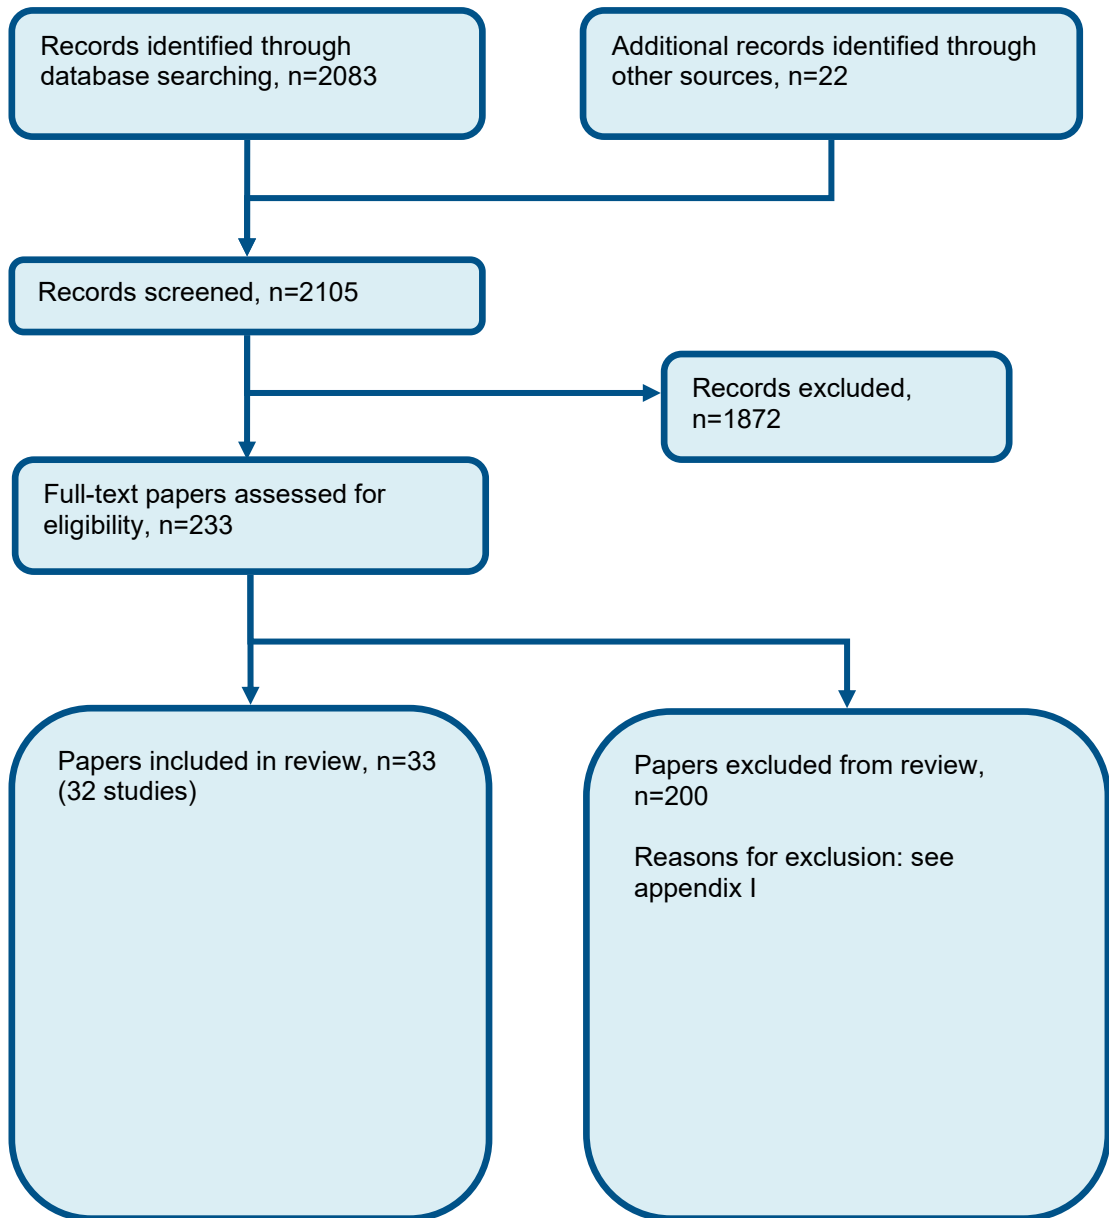 Records identified through
database searching, n=2083
Additional records identified through
other sources, n=22
Records screened, n=2105
Records excluded,
n=1872
Full-text papers assessed for
eligibility, n=233
Papers included in review, n=33
(32 studies)
Papers excluded from review,
n=200
Reasons for exclusion: see
appendix I